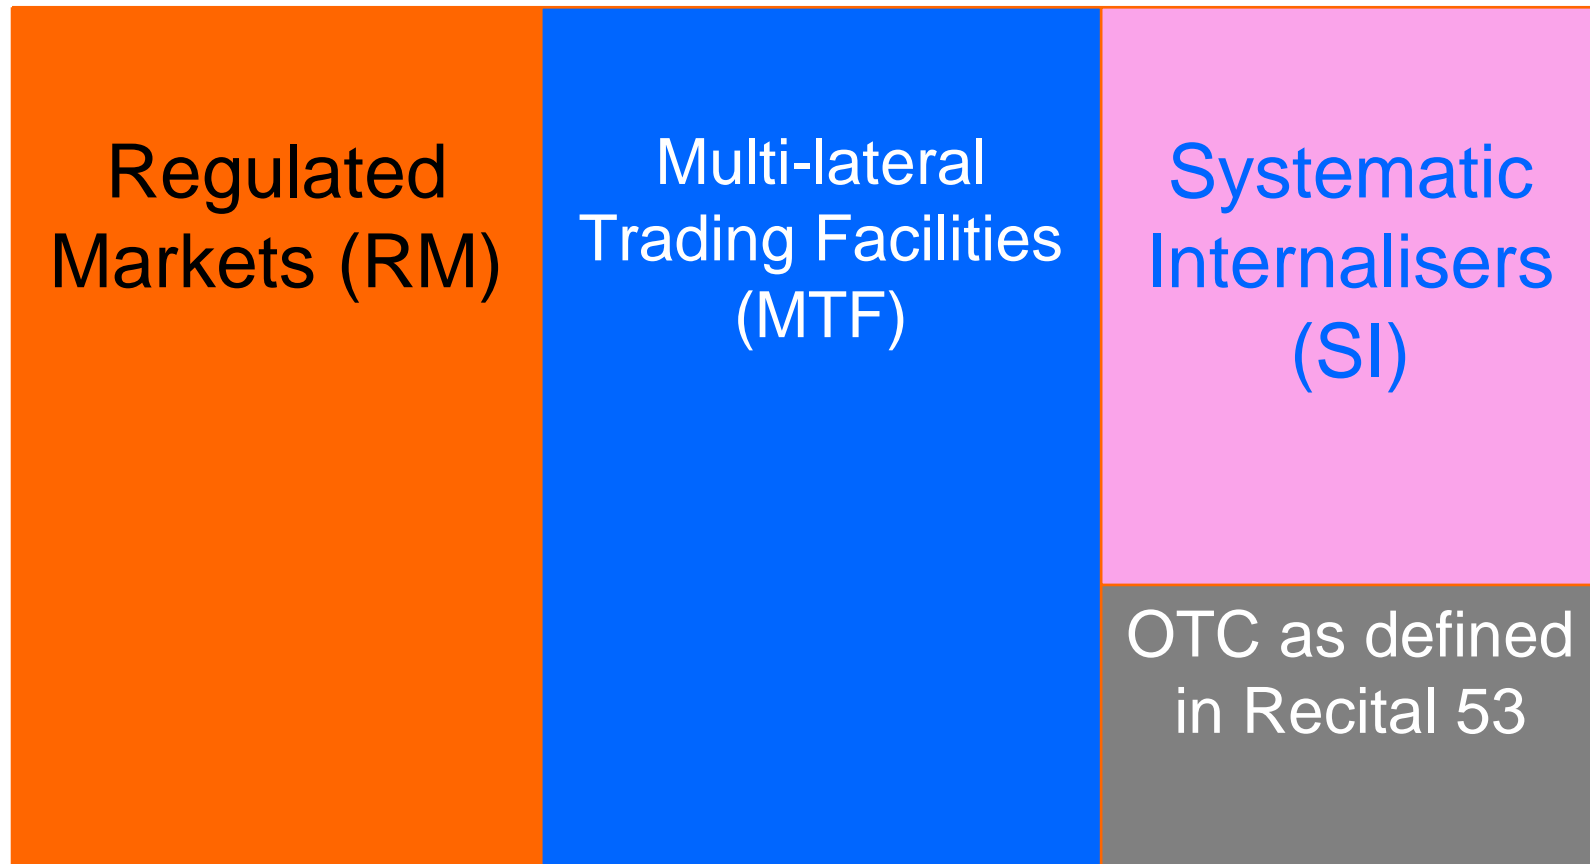 Regulated
Markets (RM)
Multi-lateral
Trading Facilities
(MTF)
Systematic
Internalisers
(SI)
OTC as defined
in Recital 53